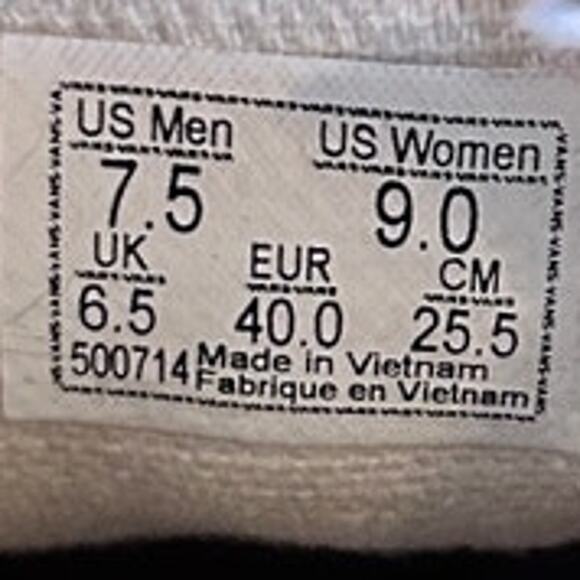 US Men US Women
7.5 9.0
UK EUR CM
6.5 40.0 25.5
500714 Made in Vietnam
Fabrique en Vietnam